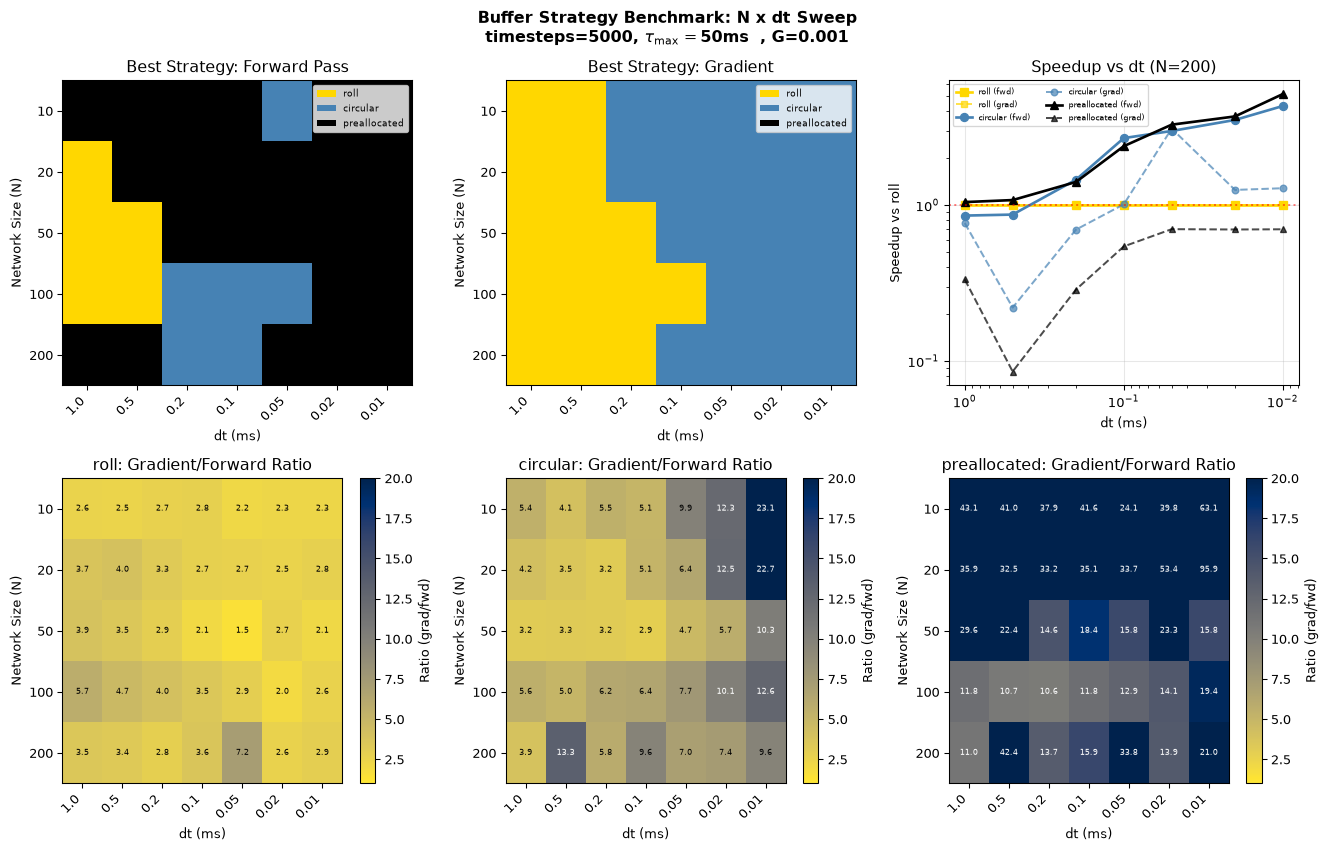 Buffer Strategy Benchmark: N x dt Sweep
timesteps=5000, τmax = 50ms , G=0.001
Best Strategy: Forward Pass
Network Size (N)
10
20
50
100
200
1.0 0.5 0.2 0.1 0.05 0.02 0.01
dt (ms)
roll
circular
preallocated
Best Strategy: Gradient
Network Size (N)
10
20
50
100
200
1.0 0.5 0.2 0.1 0.05 0.02 0.01
dt (ms)
roll
circular
preallocated
Speedup vs dt (N=200)
Speedup vs roll
10⁰
10⁻¹
10⁰ 10⁻¹ 10⁻²
dt (ms)
roll (fwd)
roll (grad)
circular (fwd)
circular (grad)
preallocated (fwd)
preallocated (grad)
roll: Gradient/Forward Ratio
Network Size (N)
10 2.6 2.5 2.7 2.8 2.2 2.3 2.3
20 3.7 4.0 3.3 2.7 2.7 2.5 2.8
50 3.9 3.5 2.9 2.1 1.5 2.7 2.1
100 5.7 4.7 4.0 3.5 2.9 2.0 2.6
200 3.5 3.4 2.8 3.6 7.2 2.6 2.9
1.0 0.5 0.2 0.1 0.05 0.02 0.01
dt (ms)
20.0
17.5
15.0
12.5
10.0
7.5
5.0
2.5
Ratio (grad/fwd)
circular: Gradient/Forward Ratio
Network Size (N)
10 5.4 4.1 5.5 5.1 9.9 12.3 23.1
20 4.2 3.5 3.2 5.1 6.4 12.5 22.7
50 3.2 3.3 3.2 2.9 4.7 5.7 10.3
100 5.6 5.0 6.2 6.4 7.7 10.1 12.6
200 3.9 13.3 5.8 9.6 7.0 7.4 9.6
1.0 0.5 0.2 0.1 0.05 0.02 0.01
dt (ms)
20.0
17.5
15.0
12.5
10.0
7.5
5.0
2.5
Ratio (grad/fwd)
preallocated: Gradient/Forward Ratio
Network Size (N)
10 43.1 41.0 37.9 41.6 24.1 39.8 63.1
20 35.9 32.5 33.2 35.1 33.7 53.4 95.9
50 29.6 22.4 14.6 18.4 15.8 23.3 15.8
100 11.8 10.7 10.6 11.8 12.9 14.1 19.4
200 11.0 42.4 13.7 15.9 33.8 13.9 21.0
1.0 0.5 0.2 0.1 0.05 0.02 0.01
dt (ms)
20.0
17.5
15.0
12.5
10.0
7.5
5.0
2.5
Ratio (grad/fwd)